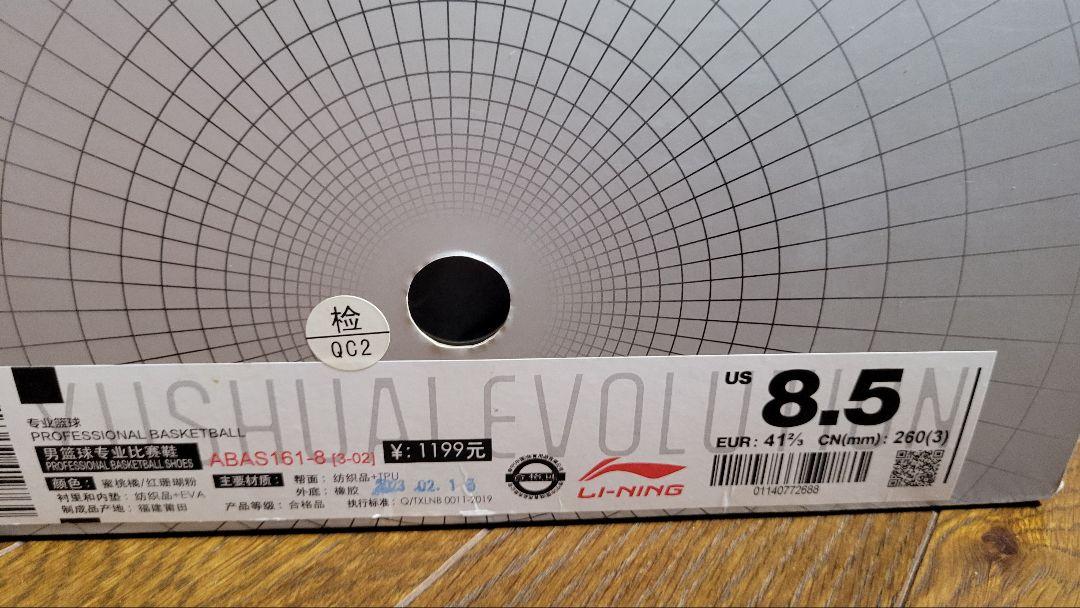 检
QC2
YUSHUAI EVOLUTION
专业篮球
PROFESSIONAL BASKETBALL
男篮球专业比赛鞋
PROFESSIONAL BASKETBALL SHOES
ABAS161-8 [3-02]
¥: 1199元
颜色: 蜜桃橘/红珊瑚粉
衬里和内垫: 纺织品+EVA
制成品产地: 福建莆田
主要材质: 帮面: 纺织品+TPU
外底: 橡胶
产品等级: 合格品
执行标准: Q/TXLNB 0011-2019
LI-NING
US 8.5
EUR: 41⅔ CN(mm): 260(3)
01140772688